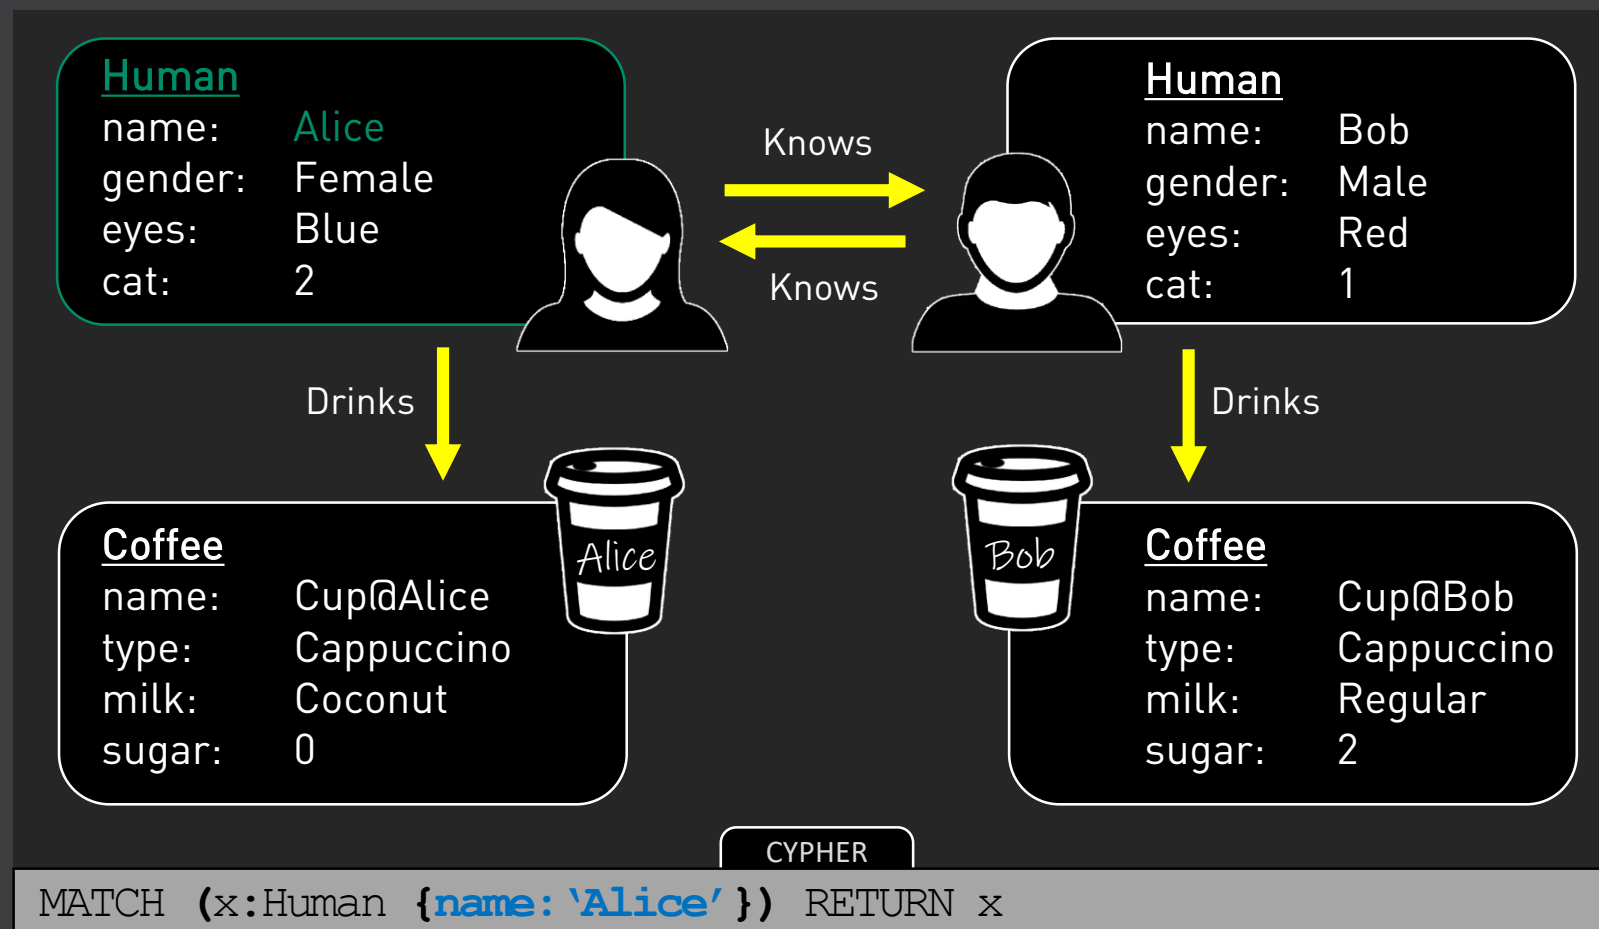 Human
name: Alice
gender: Female
eyes: Blue
cat: 2
Knows
Knows
Human
name: Bob
gender: Male
eyes: Red
cat: 1
Drinks
Drinks
Coffee
name: Cup@Alice
type: Cappuccino
milk: Coconut
sugar: 0
Alice
Bob
Coffee
name: Cup@Bob
type: Cappuccino
milk: Regular
sugar: 2
CYPHER
MATCH (x:Human {name:‘Alice’}) RETURN x